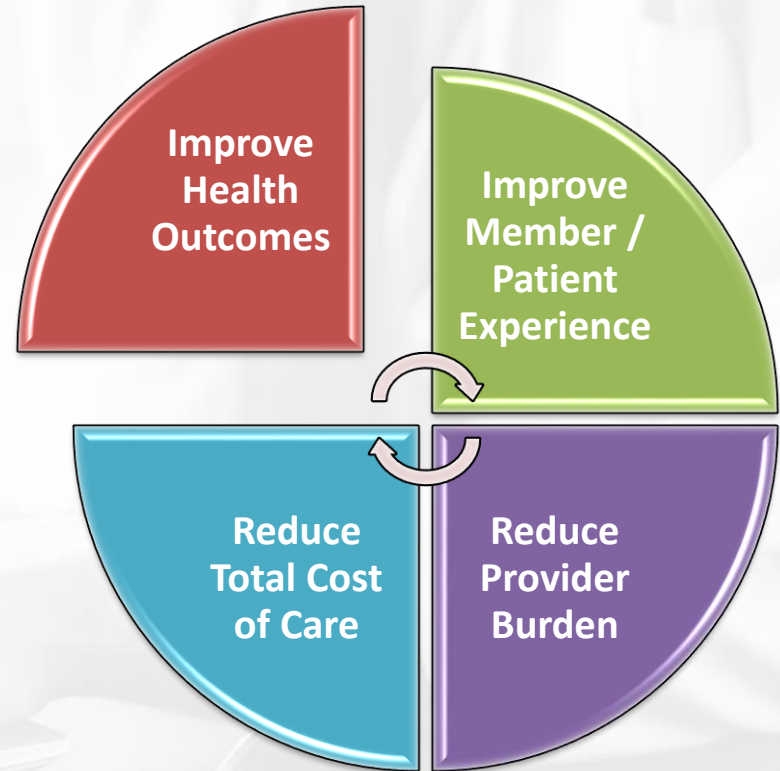 Improve
Health
Outcomes
Improve
Member /
Patient
Experience
Reduce
Total Cost
of Care
Reduce
Provider
Burden